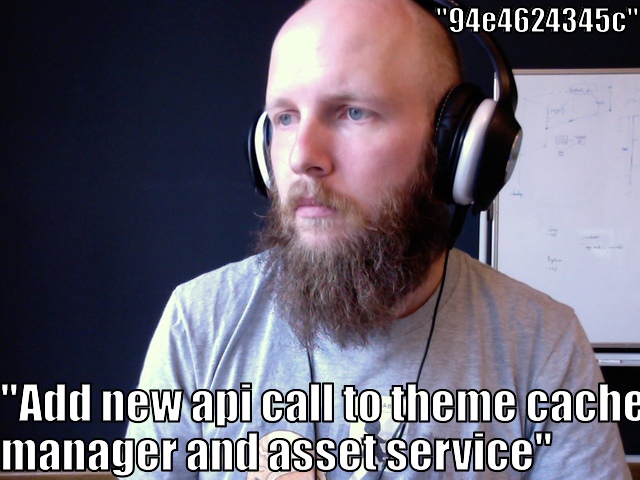 "94e4624345c"
"Add new api call to theme cache
manager and asset service"